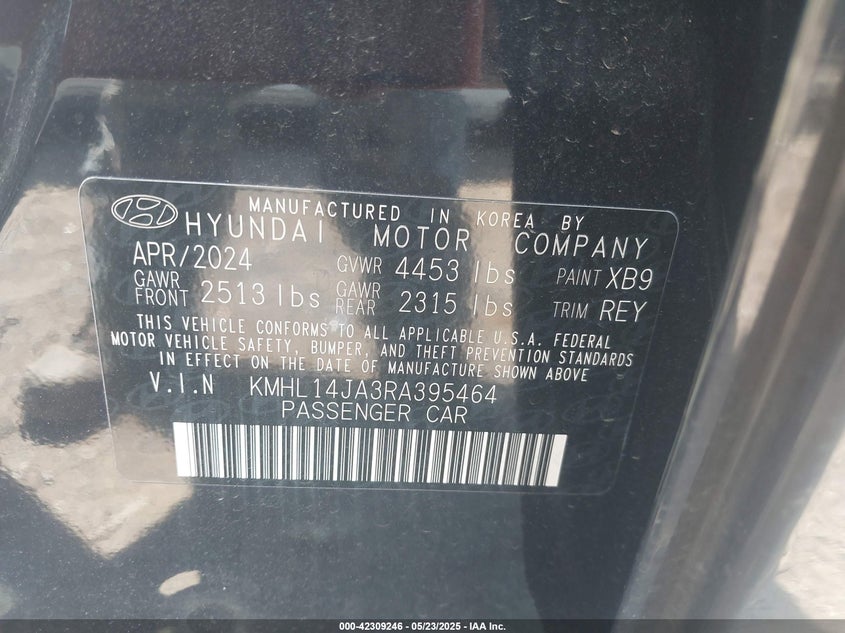 MANUFACTURED IN KOREA BY
HYUNDAI MOTOR COMPANY
APR/2024 GVWR 4453 lbs PAINT XB9
GAWR FRONT 2513 lbs GAWR REAR 2315 lbs TRIM REY
THIS VEHICLE CONFORMS TO ALL APPLICABLE U.S.A. FEDERAL
MOTOR VEHICLE SAFETY, BUMPER, AND THEFT PREVENTION STANDARDS
IN EFFECT ON THE DATE OF MANUFACTURE SHOWN ABOVE
V.I.N KMHL14JA3RA395464
PASSENGER CAR
000-42309246 - 05/23/2025 - IAA Inc.